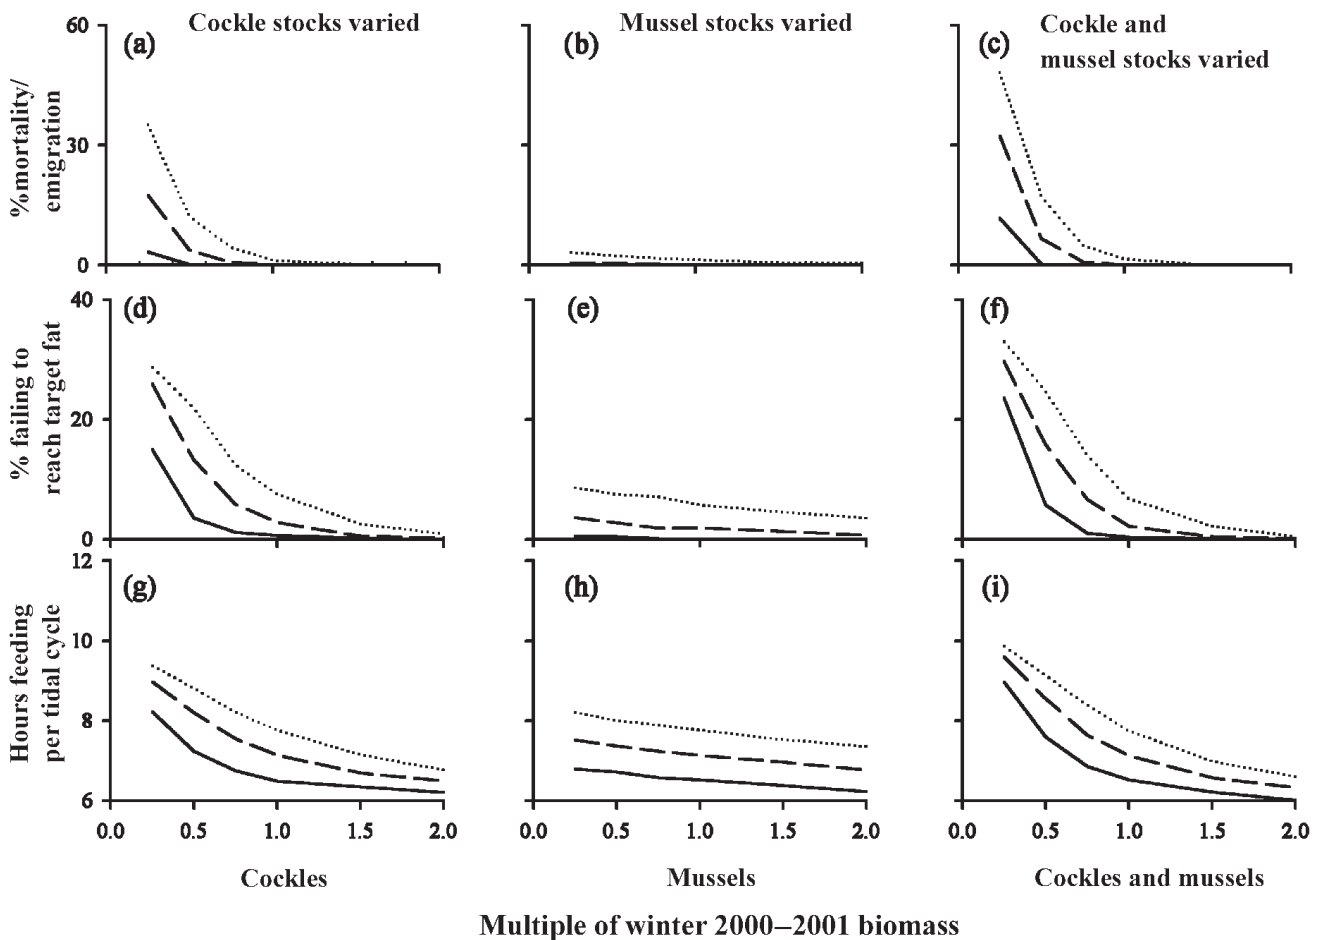 Cockle stocks varied
Mussel stocks varied
Cockle and
mussel stocks varied
(a)
(b)
(c)
60
30
0
%mortality/
emigration
(d)
(e)
(f)
40
20
0
% failing to
reach target fat
(g)
(h)
(i)
12
10
8
6
Hours feeding
per tidal cycle
0.0 0.5 1.0 1.5 2.0
0.0 0.5 1.0 1.5 2.0
0.0 0.5 1.0 1.5 2.0
Cockles
Mussels
Cockles and mussels
Multiple of winter 2000–2001 biomass